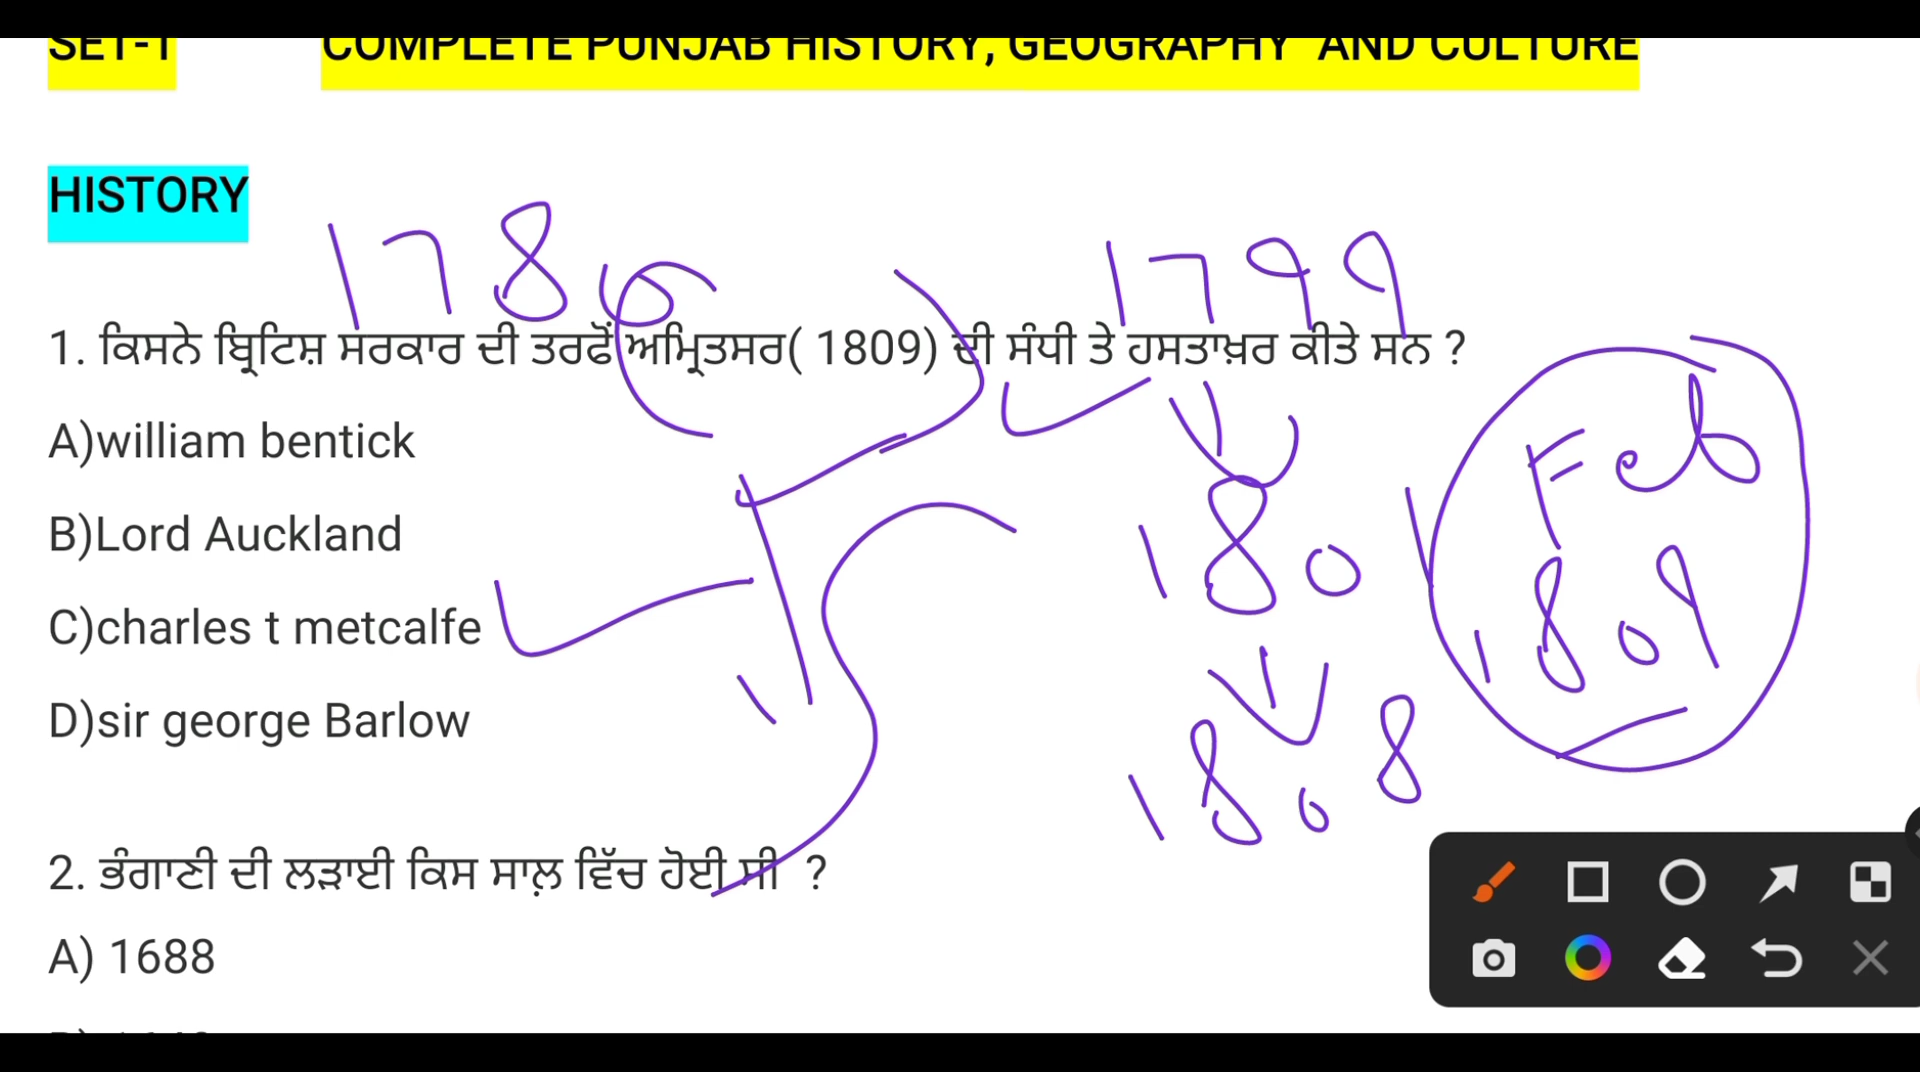 SET-1 COMPLETE PUNJAB HISTORY, GEOGRAPHY AND CULTURE
HISTORY
1786 1799
1. ਕਿਸਨੇ ਬ੍ਰਿਟਿਸ਼ ਸਰਕਾਰ ਦੀ ਤਰਫੋਂ ਅਮ੍ਰਿਤਸਰ( 1809) ਦੀ ਸੰਧੀ ਤੇ ਹਸਤਾਖ਼ਰ ਕੀਤੇ ਸਨ ?
A)william bentick
Feb
B)Lord Auckland
1801
C)charles t metcalfe
1809
D)sir george Barlow
1808
2. ਭੰਗਾਣੀ ਦੀ ਲੜਾਈ ਕਿਸ ਸਾਲ਼ ਵਿੱਚ ਹੋਈ ਸੀ ?
A) 1688